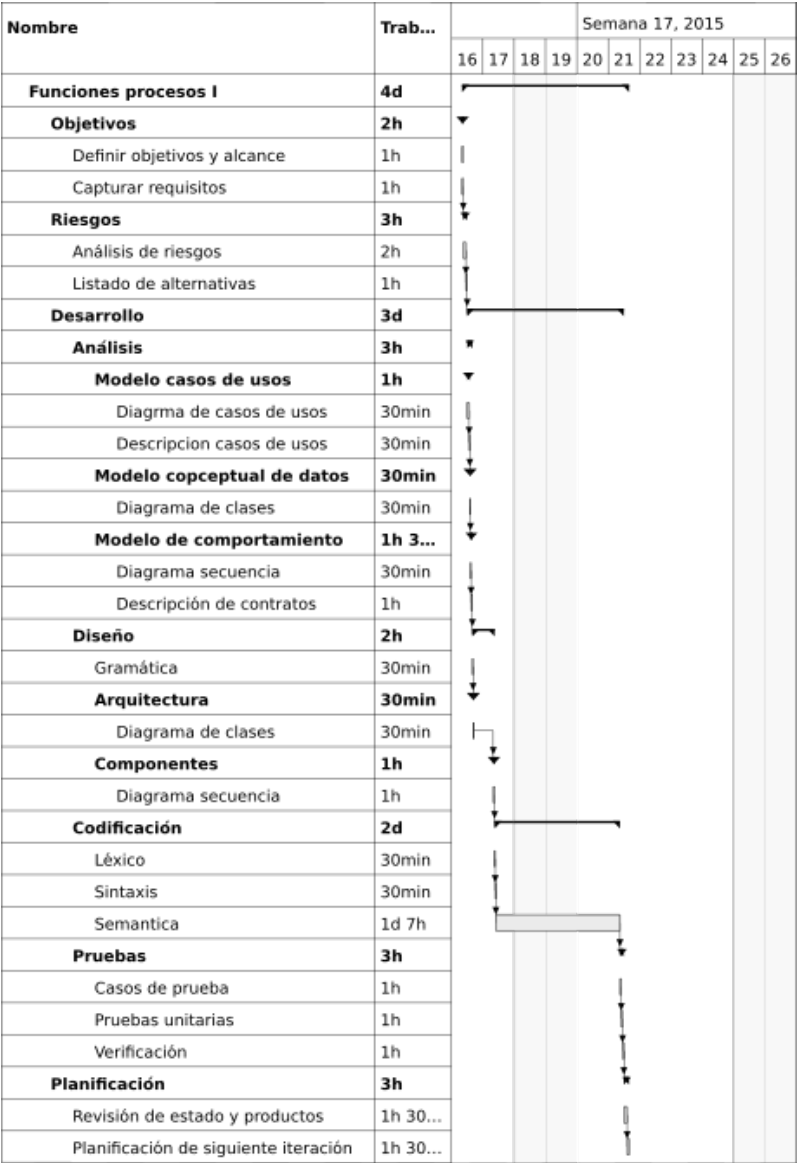 Nombre Trab... Semana 17, 2015
16 17 18 19 20 21 22 23 24 25 26
Funciones procesos I 4d
Objetivos 2h
Definir objetivos y alcance 1h
Capturar requisitos 1h
Riesgos 3h
Análisis de riesgos 2h
Listado de alternativas 1h
Desarrollo 3d
Análisis 3h
Modelo casos de usos 1h
Diagrma de casos de usos 30min
Descripcion casos de usos 30min
Modelo copceptual de datos 30min
Diagrama de clases 30min
Modelo de comportamiento 1h 3...
Diagrama secuencia 30min
Descripción de contratos 1h
Diseño 2h
Gramática 30min
Arquitectura 30min
Diagrama de clases 30min
Componentes 1h
Diagrama secuencia 1h
Codificación 2d
Léxico 30min
Sintaxis 30min
Semantica 1d 7h
Pruebas 3h
Casos de prueba 1h
Pruebas unitarias 1h
Verificación 1h
Planificación 3h
Revisión de estado y productos 1h 30...
Planificación de siguiente iteración 1h 30...